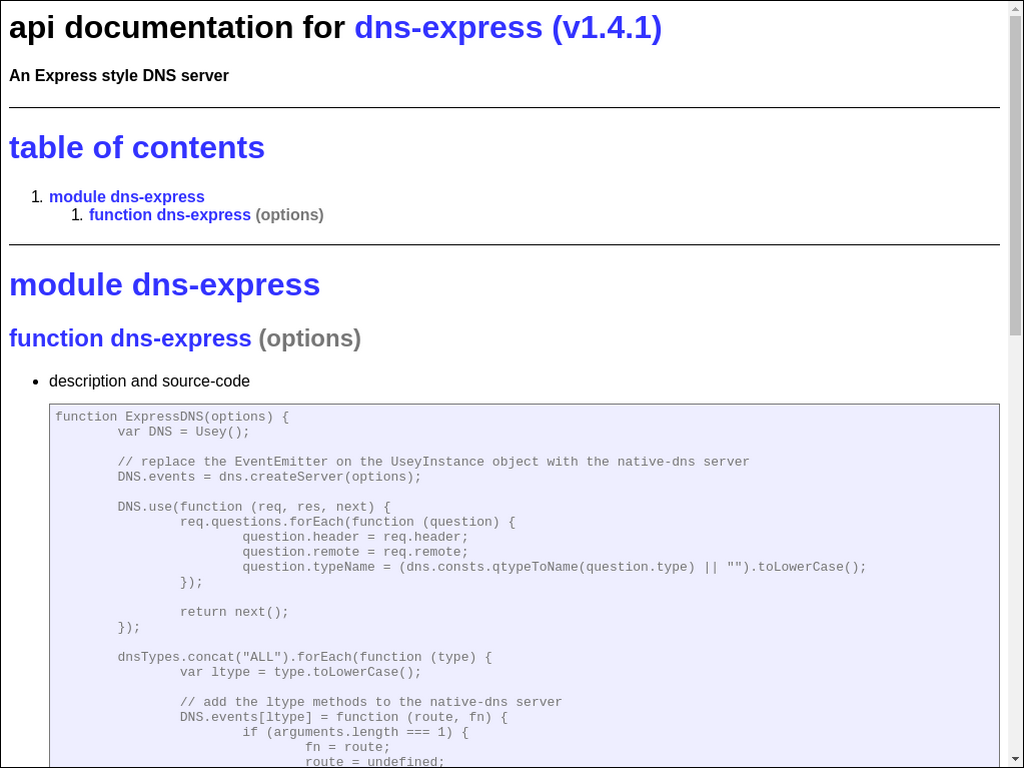 api documentation for dns-express (v1.4.1)
An Express style DNS server
table of contents
1. module dns-express
1. function dns-express (options)
module dns-express
function dns-express (options)
• description and source-code
function ExpressDNS(options) {
        var DNS = Usey();

        // replace the EventEmitter on the UseyInstance object with the native-dns server
        DNS.events = dns.createServer(options);

        DNS.use(function (req, res, next) {
                req.questions.forEach(function (question) {
                        question.header = req.header;
                        question.remote = req.remote;
                        question.typeName = (dns.consts.qtypeToName(question.type) || "").toLowerCase();
                });

                return next();
        });

        dnsTypes.concat("ALL").forEach(function (type) {
                var ltype = type.toLowerCase();

                // add the ltype methods to the native-dns server
                DNS.events[ltype] = function (route, fn) {
                        if (arguments.length === 1) {
                                fn = route;
                                route = undefined;